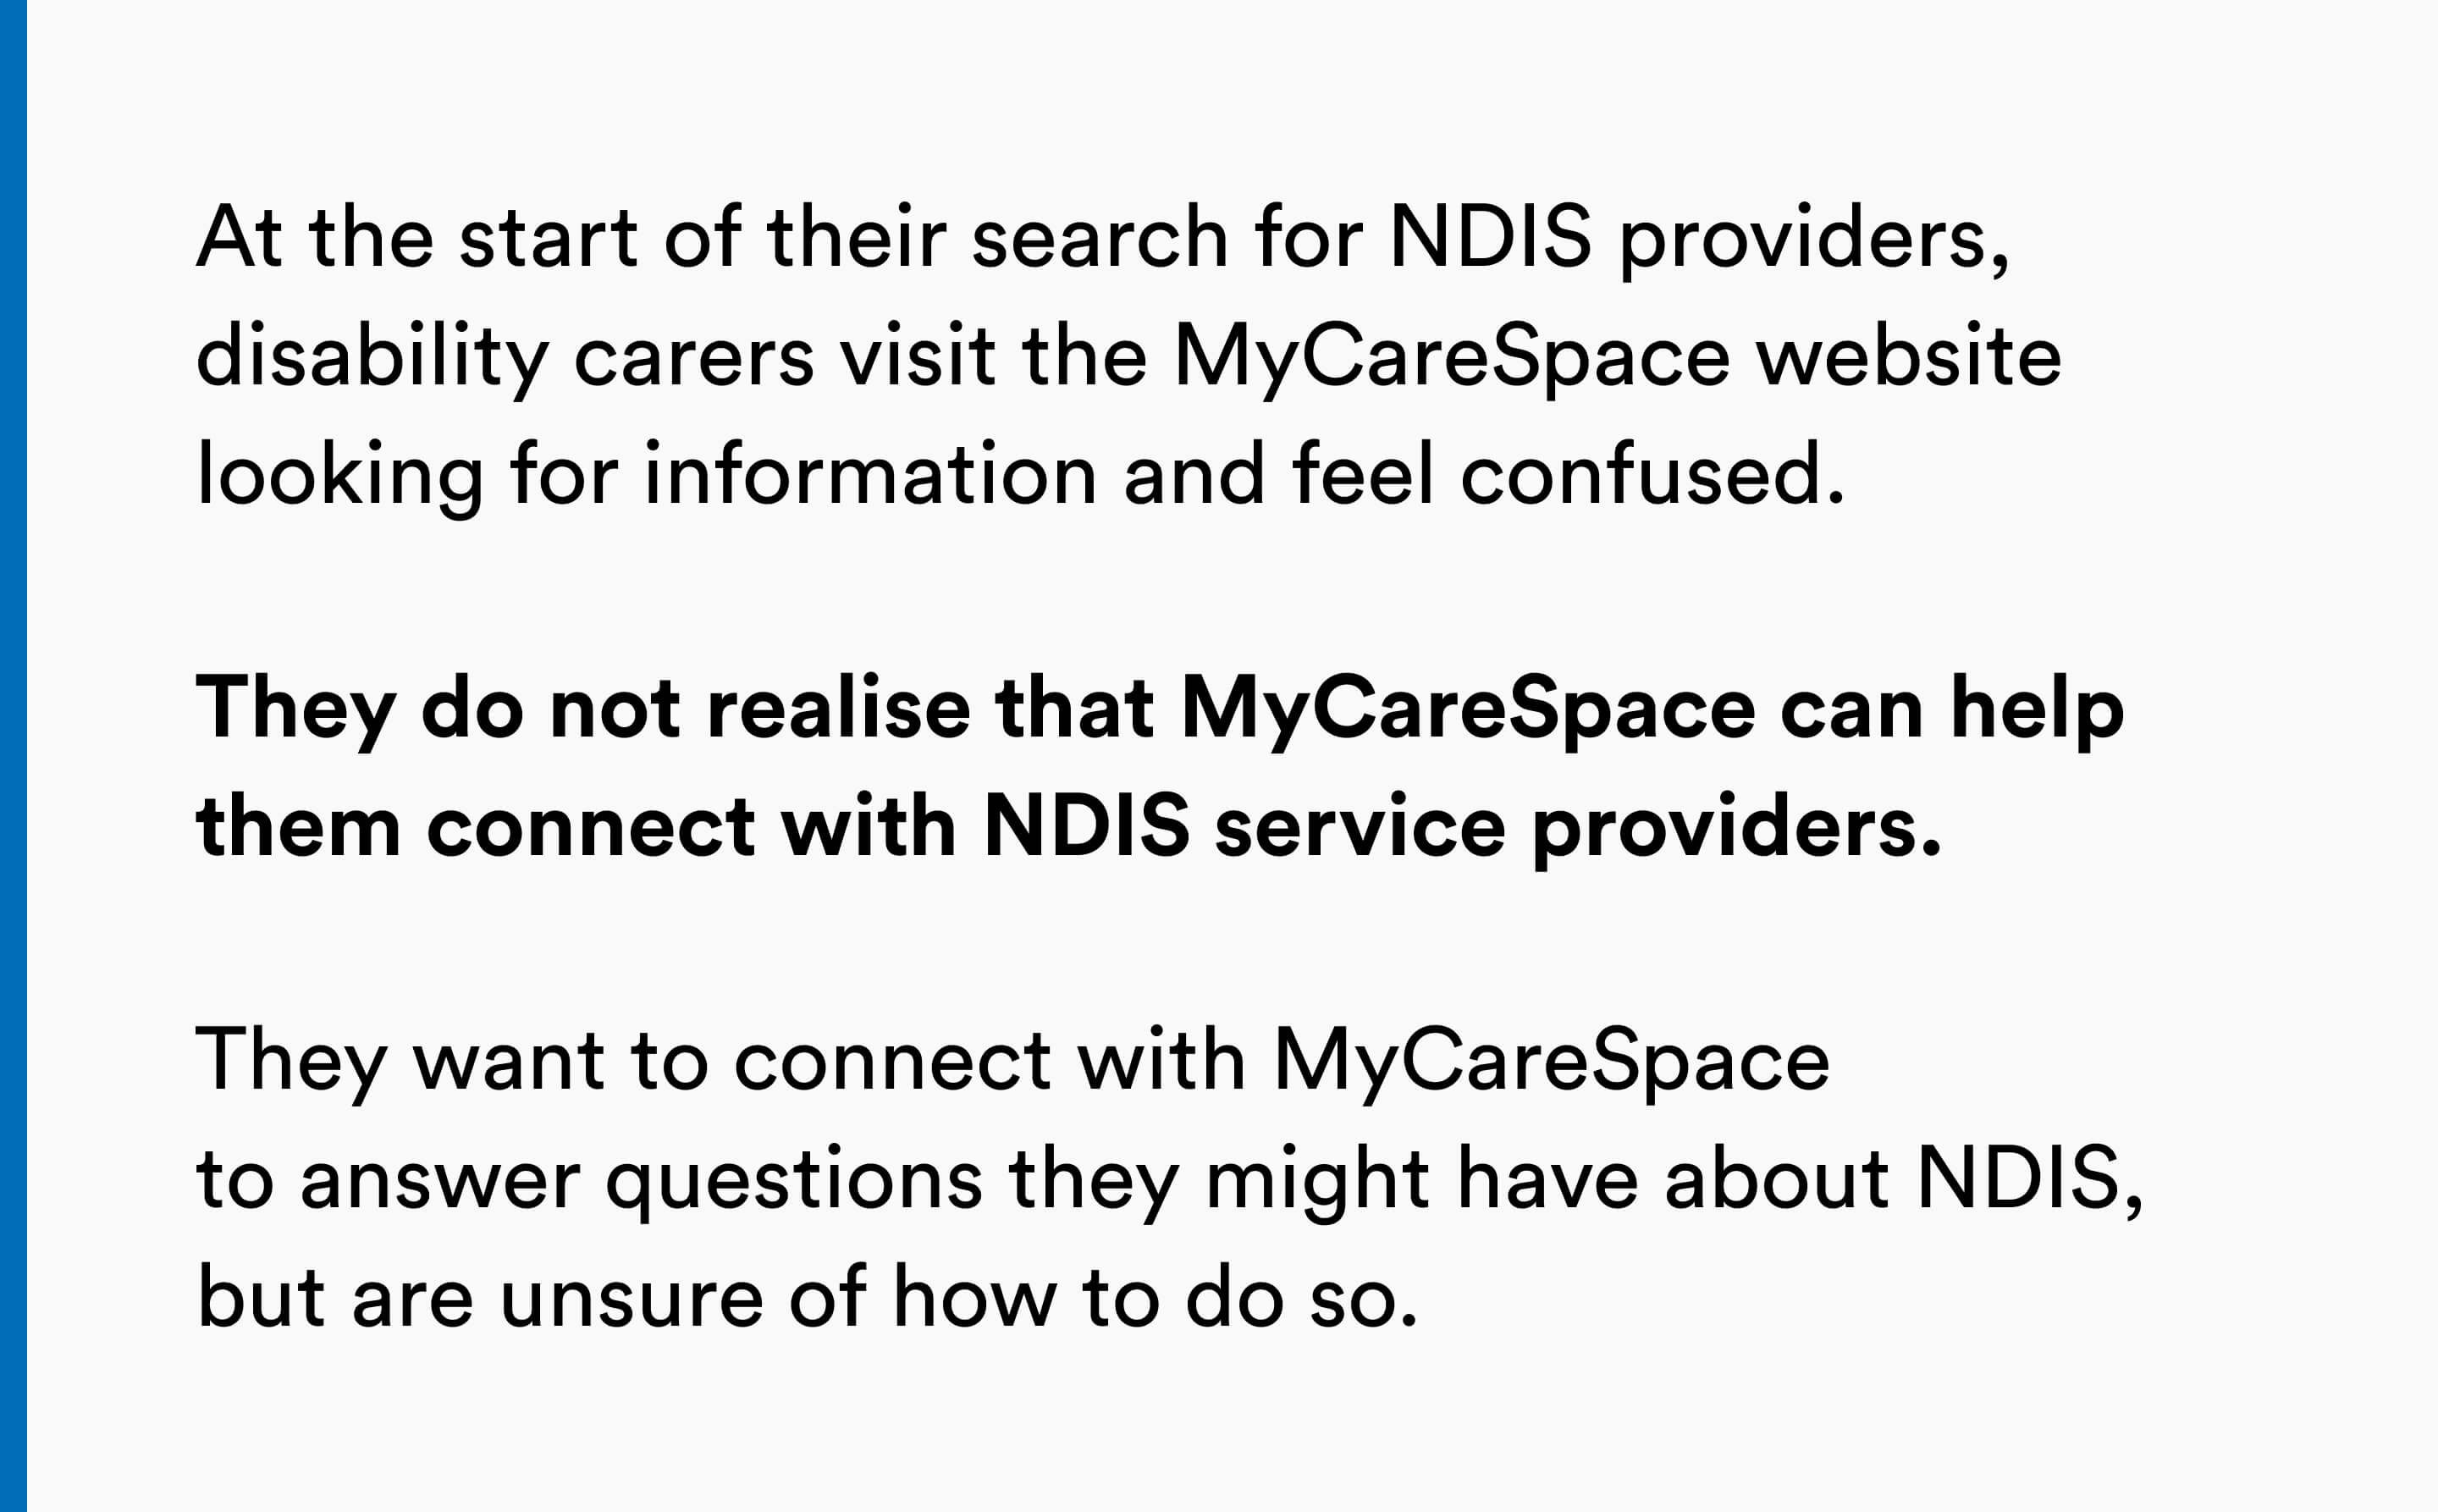 At the start of their search for NDIS providers,
disability carers visit the MyCareSpace website
looking for information and feel confused.
They do not realise that MyCareSpace can help
them connect with NDIS service providers.
They want to connect with MyCareSpace
to answer questions they might have about NDIS,
but are unsure of how to do so.